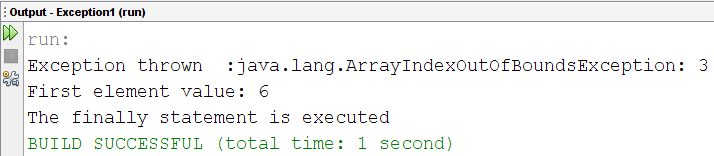 Output - Exception1 (run)
run:
Exception thrown  :java.lang.ArrayIndexOutOfBoundsException: 3
First element value: 6
The finally statement is executed
BUILD SUCCESSFUL (total time: 1 second)